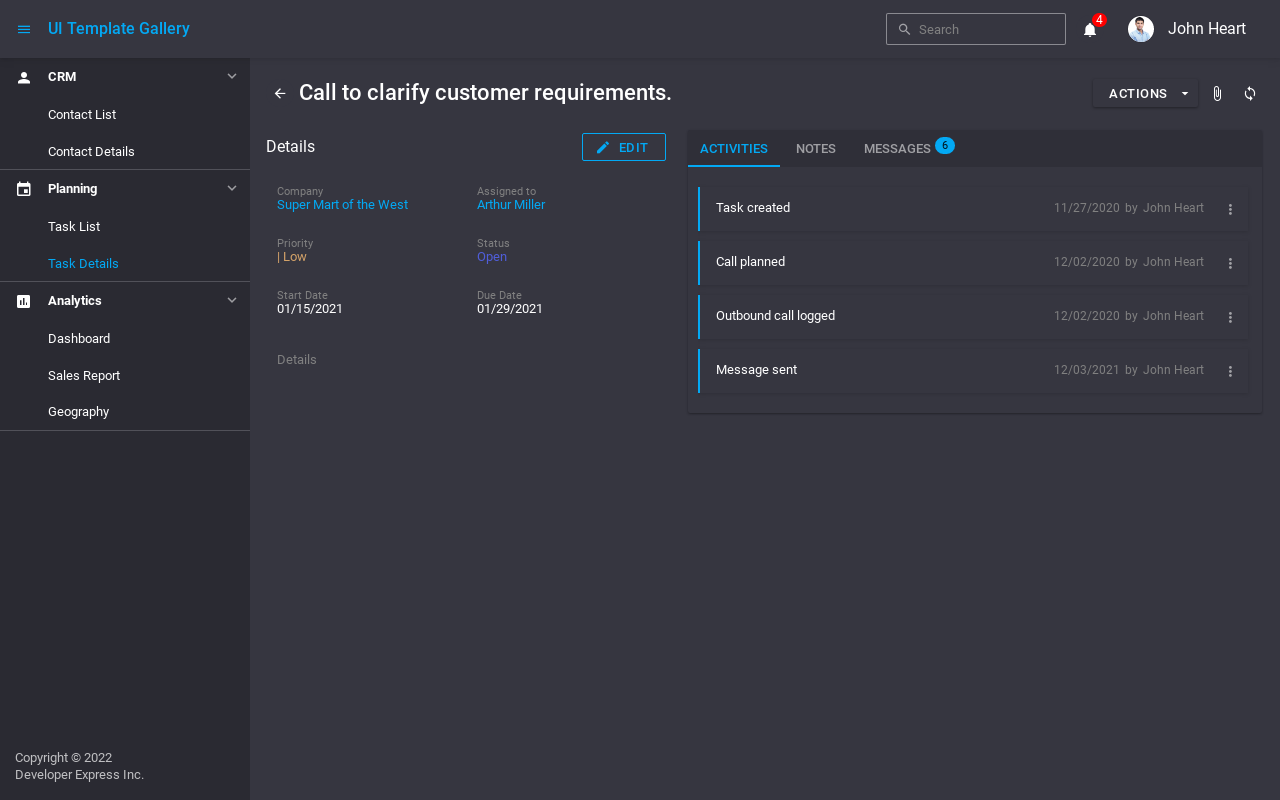 UI Template Gallery
Search
4
John Heart
CRM
Contact List
Contact Details
Planning
Task List
Task Details
Analytics
Dashboard
Sales Report
Geography
Copyright © 2022
Developer Express Inc.
Call to clarify customer requirements.
ACTIONS
Details
EDIT
Company
Super Mart of the West
Assigned to
Arthur Miller
Priority
| Low
Status
Open
Start Date
01/15/2021
Due Date
01/29/2021
Details
ACTIVITIES
NOTES
MESSAGES 6
Task created 11/27/2020 by John Heart
Call planned 12/02/2020 by John Heart
Outbound call logged 12/02/2020 by John Heart
Message sent 12/03/2021 by John Heart